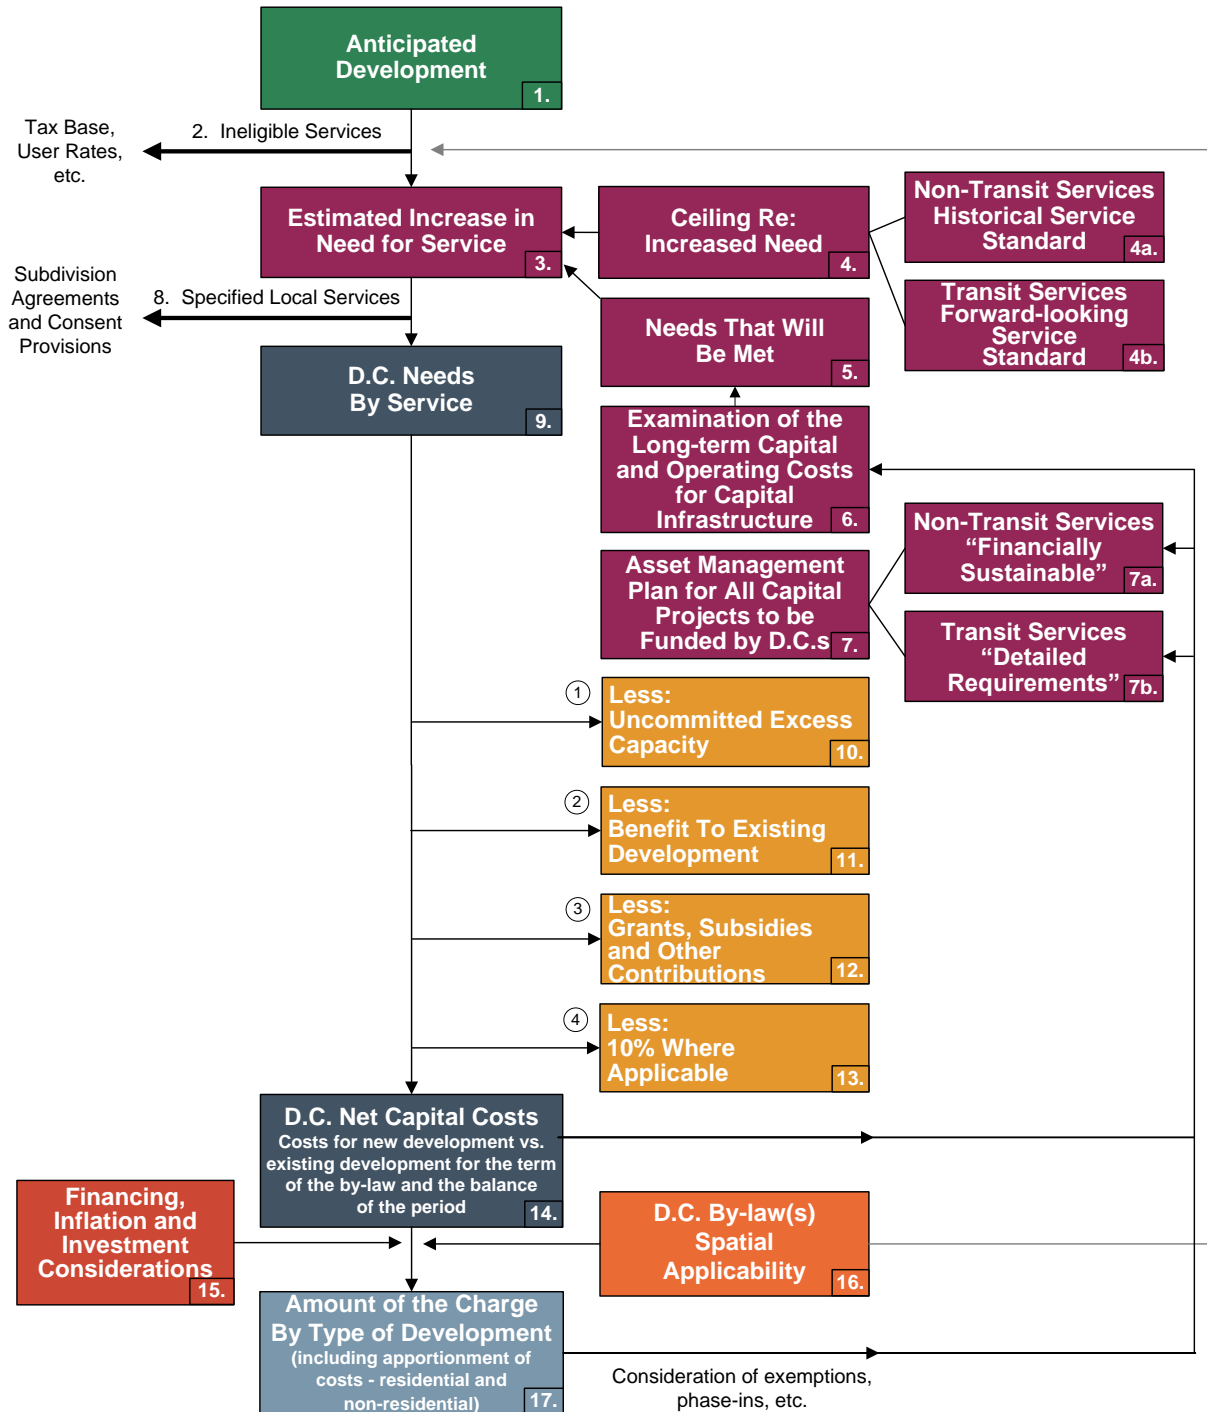 Anticipated
Development
1.
Tax Base,
User Rates,
etc.
2. Ineligible Services
Estimated Increase in
Need for Service
3.
Ceiling Re:
Increased Need
4.
Non-Transit Services
Historical Service
Standard
4a.
Transit Services
Forward-looking
Service
Standard
4b.
Subdivision
Agreements
and Consent
Provisions
8. Specified Local Services
Needs That Will
Be Met
5.
D.C. Needs
By Service
9.
Examination of the
Long-term Capital
and Operating Costs
for Capital
Infrastructure
6.
Non-Transit Services
“Financially
Sustainable”
7a.
Asset Management
Plan for All Capital
Projects to be
Funded by D.C.s
7.
Transit Services
“Detailed
Requirements”
7b.
1
Less:
Uncommitted Excess
Capacity
10.
2
Less:
Benefit To Existing
Development
11.
3
Less:
Grants, Subsidies
and Other
Contributions
12.
4
Less:
10% Where
Applicable
13.
D.C. Net Capital Costs
Costs for new development vs.
existing development for the term
of the by-law and the balance
of the period
14.
Financing,
Inflation and
Investment
Considerations
15.
D.C. By-law(s)
Spatial
Applicability
16.
Amount of the Charge
By Type of Development
(including apportionment of
costs - residential and
non-residential)
17.
Consideration of exemptions,
phase-ins, etc.